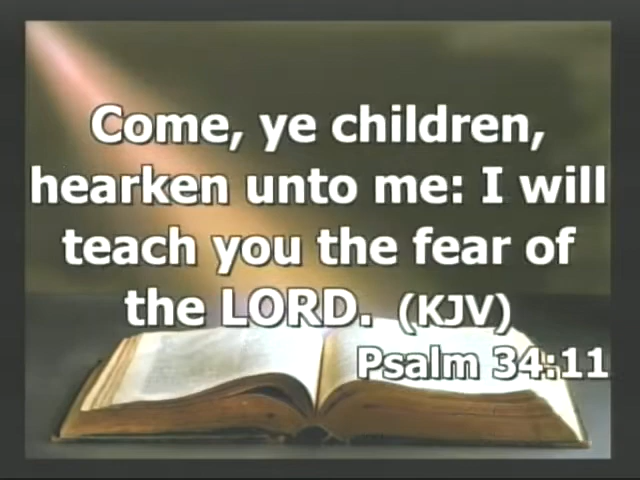 Come, ye children,
hearken unto me: I will
teach you the fear of
the LORD. (KJV)
Psalm 34:11